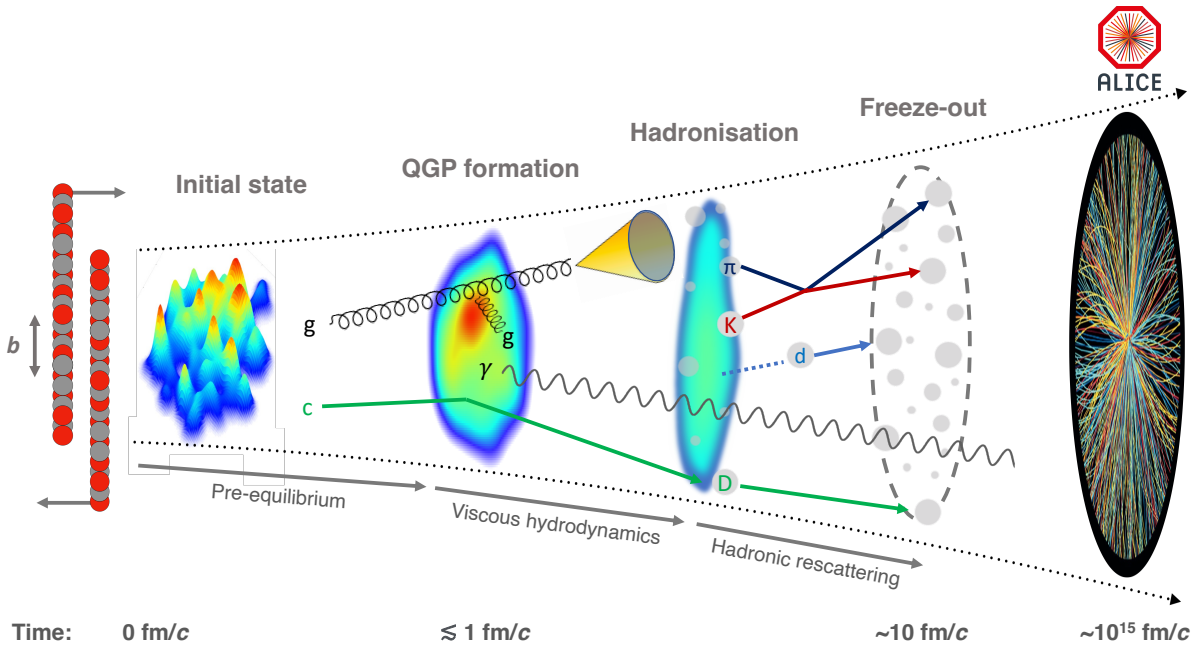 ALICE
Freeze-out
Hadronisation
QGP formation
Initial state
b
g
g
γ
c
π
K
d
D
Pre-equilibrium
Viscous hydrodynamics
Hadronic rescattering
Time: 0 fm/c ≲ 1 fm/c ~10 fm/c ~10¹⁵ fm/c